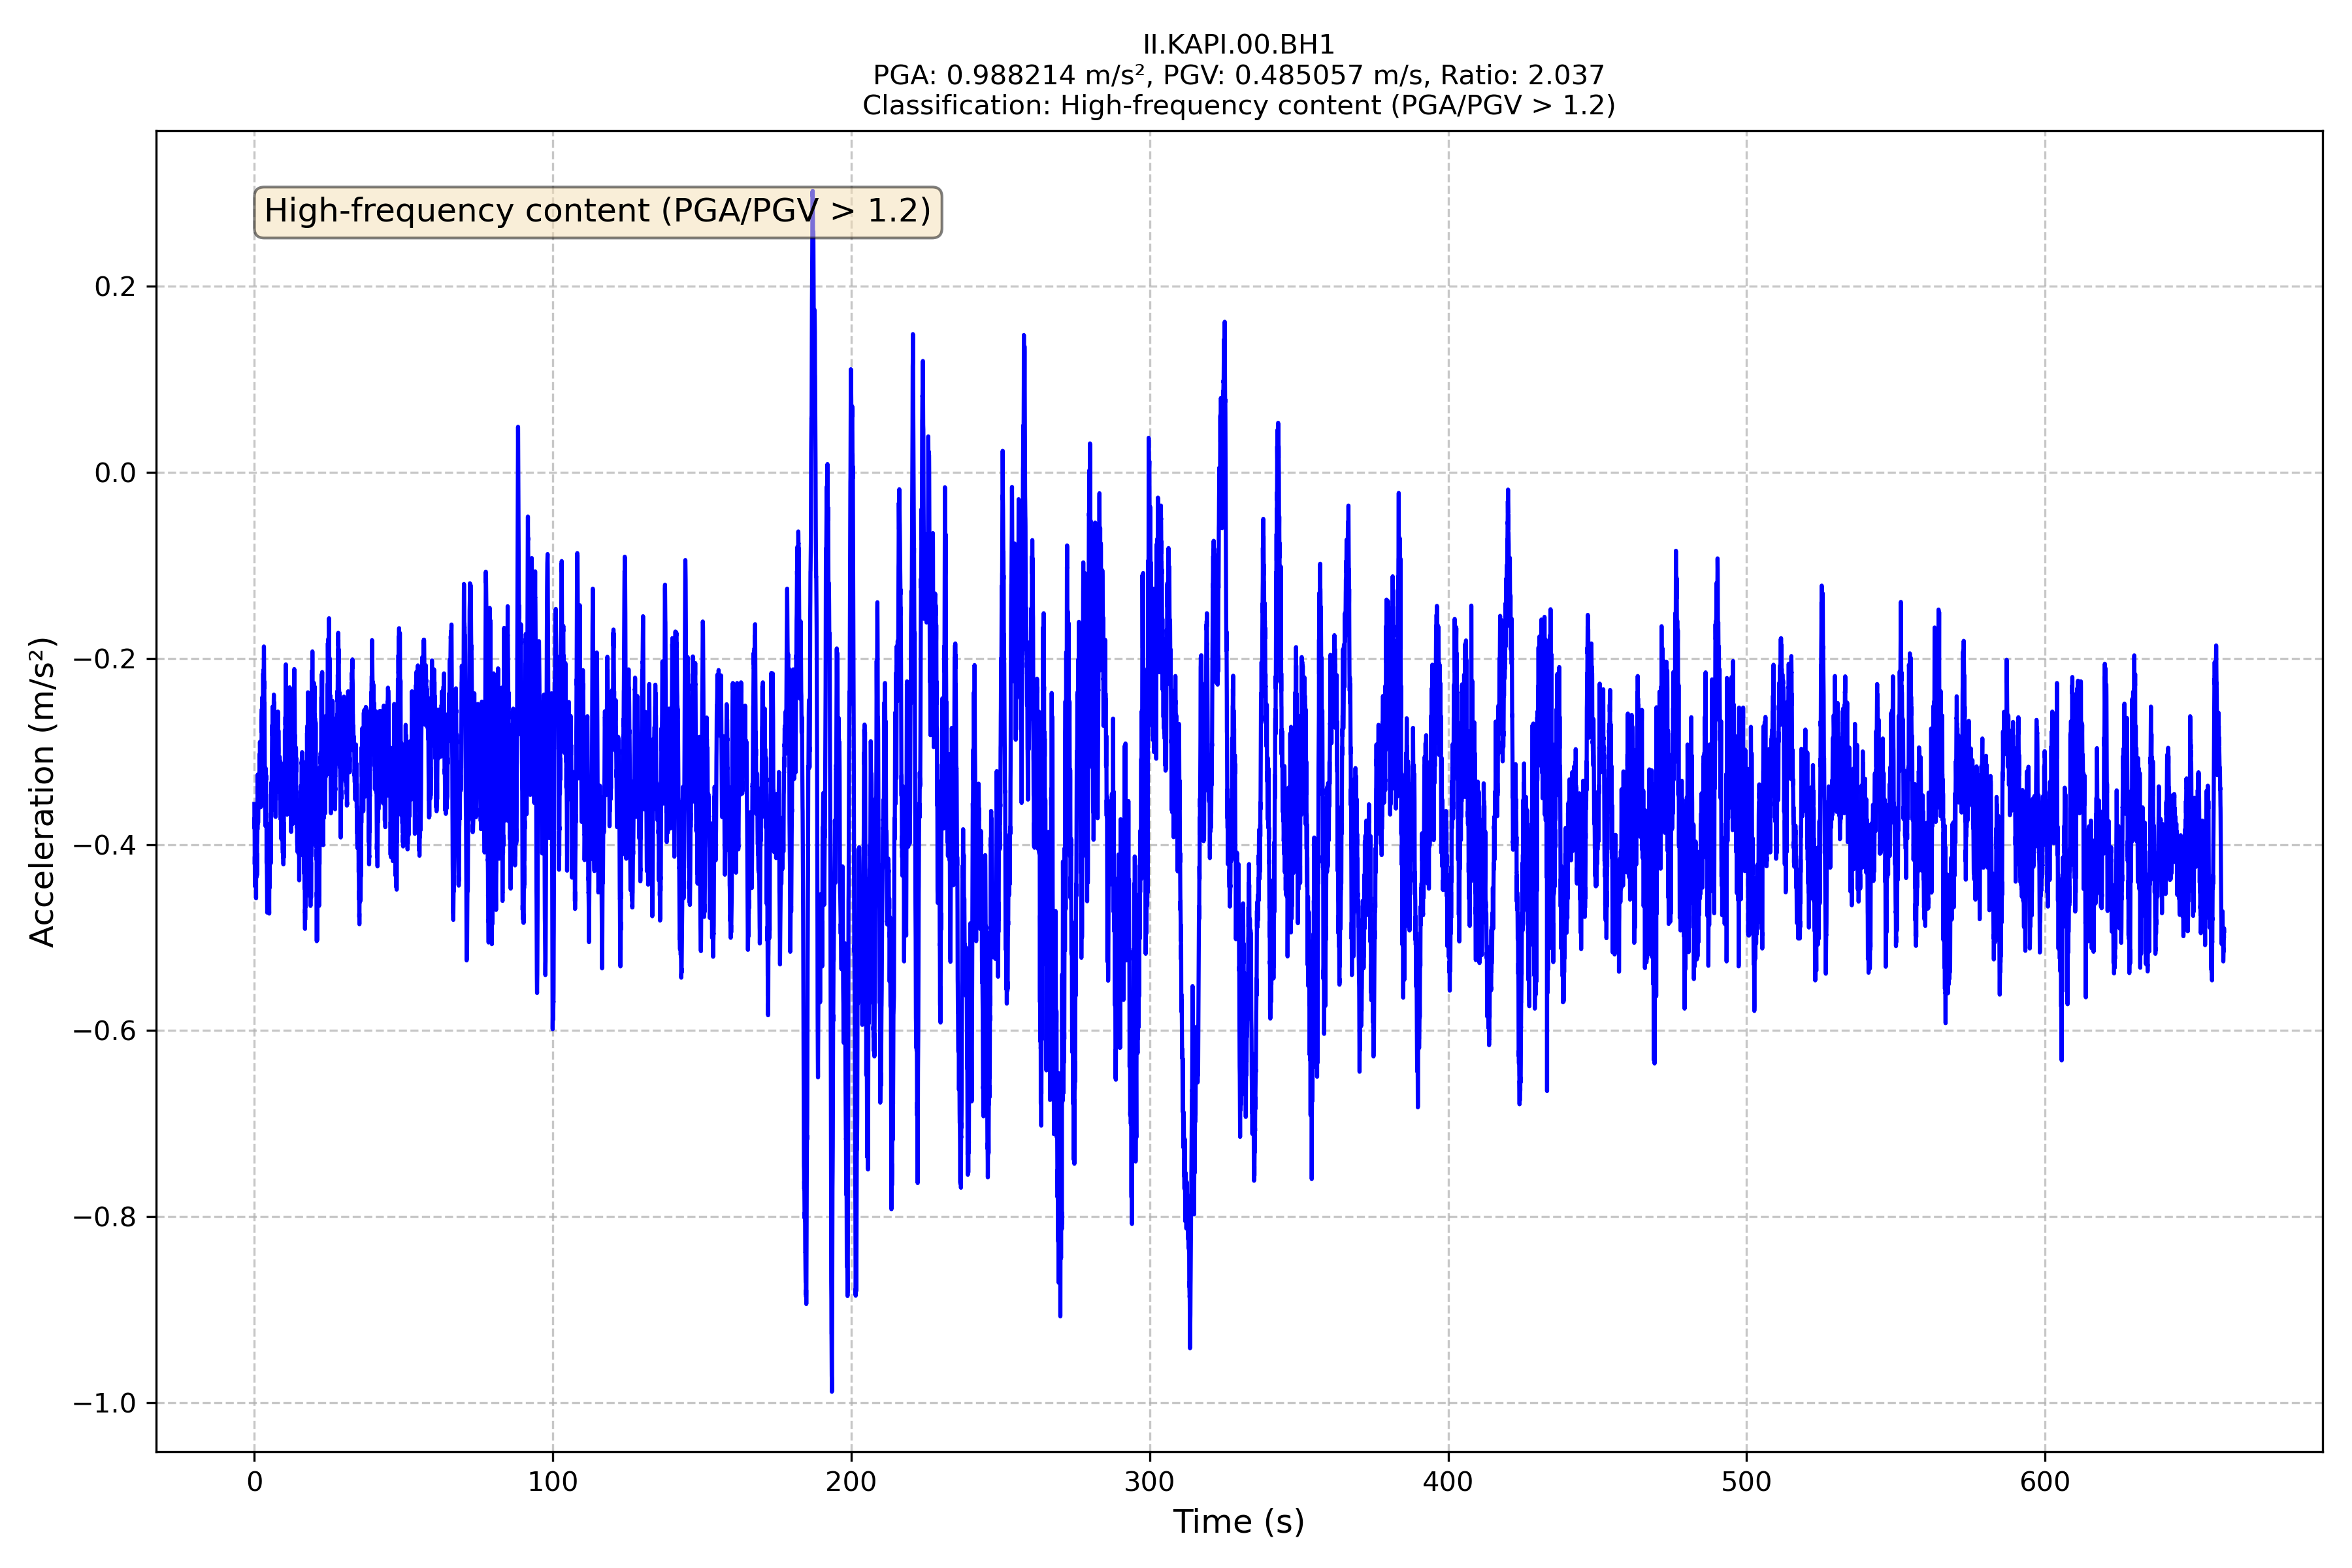 II.KAPI.00.BH1
PGA: 0.988214 m/s², PGV: 0.485057 m/s, Ratio: 2.037
Classification: High-frequency content (PGA/PGV > 1.2)
High-frequency content (PGA/PGV > 1.2)
Acceleration (m/s²)
0.2
0.0
−0.2
−0.4
−0.6
−0.8
−1.0
0 100 200 300 400 500 600
Time (s)